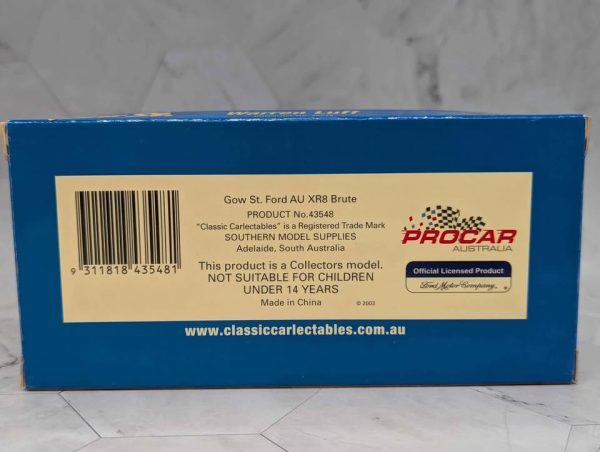 Warren Luff
Gow St. Ford AU XR8 Brute
PRODUCT No.43548
"Classic Carlectables" is a Registered Trade Mark
SOUTHERN MODEL SUPPLIES
Adelaide, South Australia
This product is a Collectors model.
NOT SUITABLE FOR CHILDREN
UNDER 14 YEARS
Made in China © 2003
9 311818 435481
PROCAR
AUSTRALIA
Official Licensed Product
Ford Motor Company ®
www.classiccarlectables.com.au